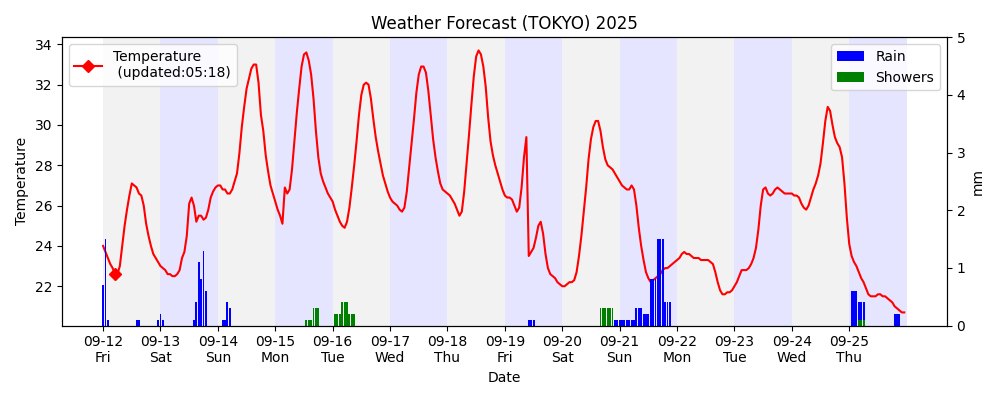 Weather Forecast (TOKYO) 2025
Temperature
(updated:05:18)
Rain
Showers
34
32
30
28
26
24
22
Temperature
5
4
3
2
1
0
mm
09-12 09-13 09-14 09-15 09-16 09-17 09-18 09-19 09-20 09-21 09-22 09-23 09-24 09-25
Fri Sat Sun Mon Tue Wed Thu Fri Sat Sun Mon Tue Wed Thu
Date